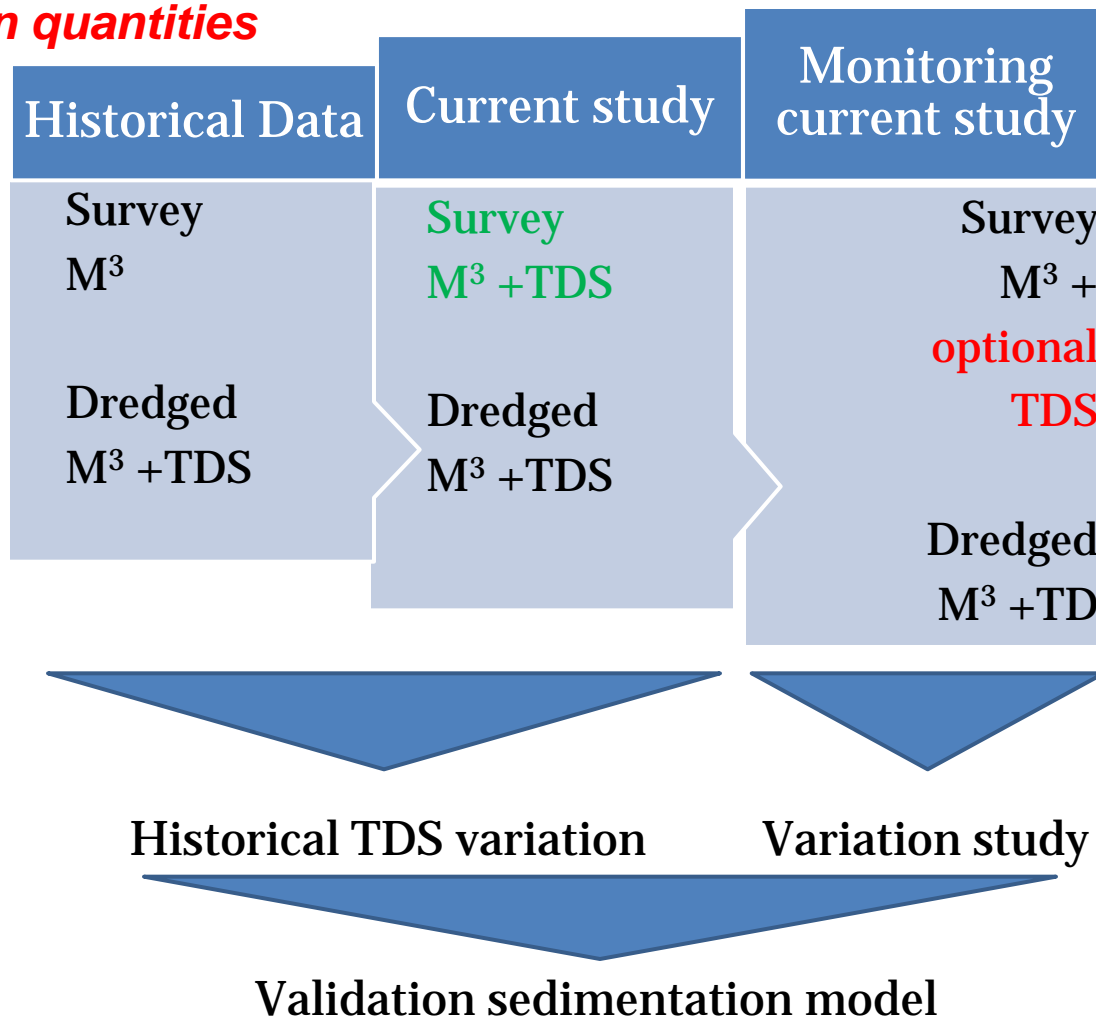 n quantities
Historical Data
Survey
M³
Dredged
M³ +TDS
Current study
Survey
M³ +TDS
Dredged
M³ +TDS
Monitoring
current study
Survey
M³ +
optional
TDS
Dredged
M³ +TD
Historical TDS variation
Variation study
Validation sedimentation model